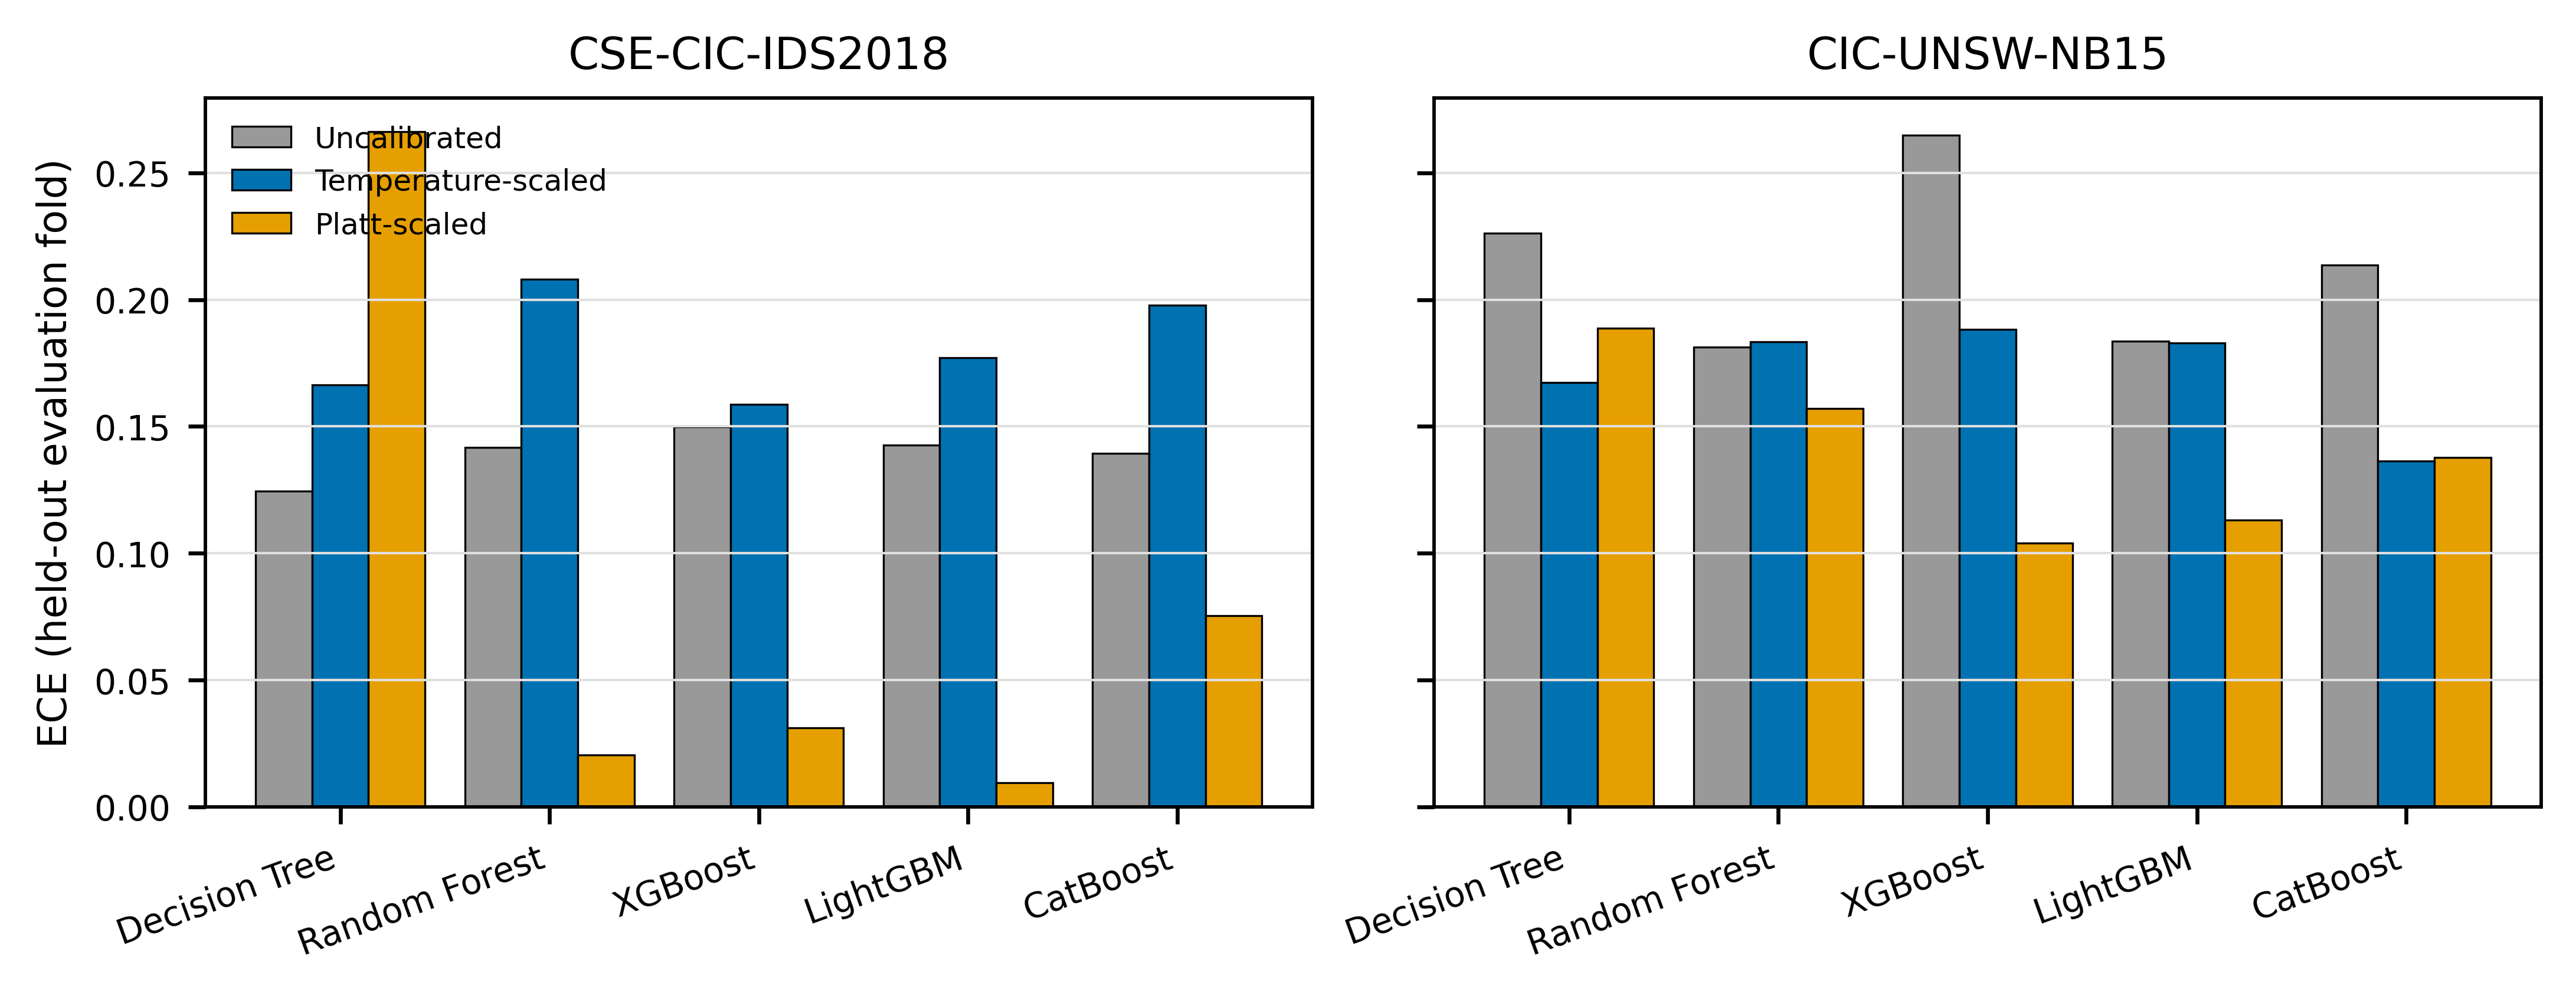 CSE-CIC-IDS2018
CIC-UNSW-NB15
Uncalibrated
Temperature-scaled
Platt-scaled
ECE (held-out evaluation fold)
0.25
0.20
0.15
0.10
0.05
0.00
Decision Tree
Random Forest
XGBoost
LightGBM
CatBoost
Decision Tree
Random Forest
XGBoost
LightGBM
CatBoost